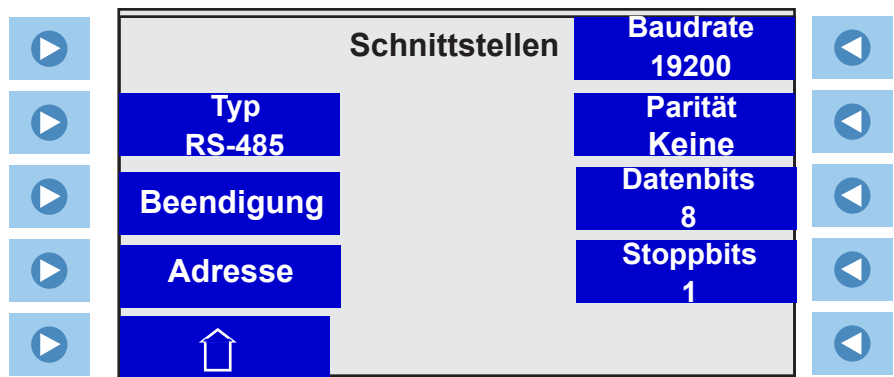 Schnittstellen
Baudrate
19200
Typ
RS-485
Parität
Keine
Beendigung
Datenbits
8
Adresse
Stoppbits
1